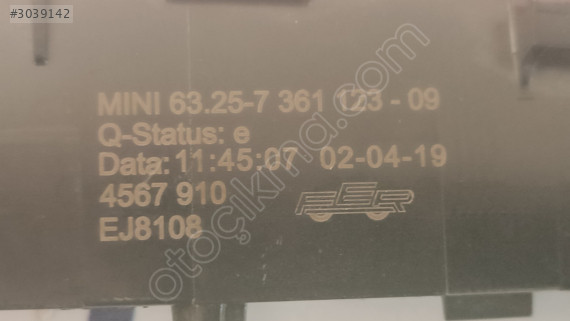 #3039142
MINI 63.25-7 361 123 - 09
Q-Status: e
Data: 11:45:07 02-04-19
4567 910
FER
EJ8108
otoçıkma.com